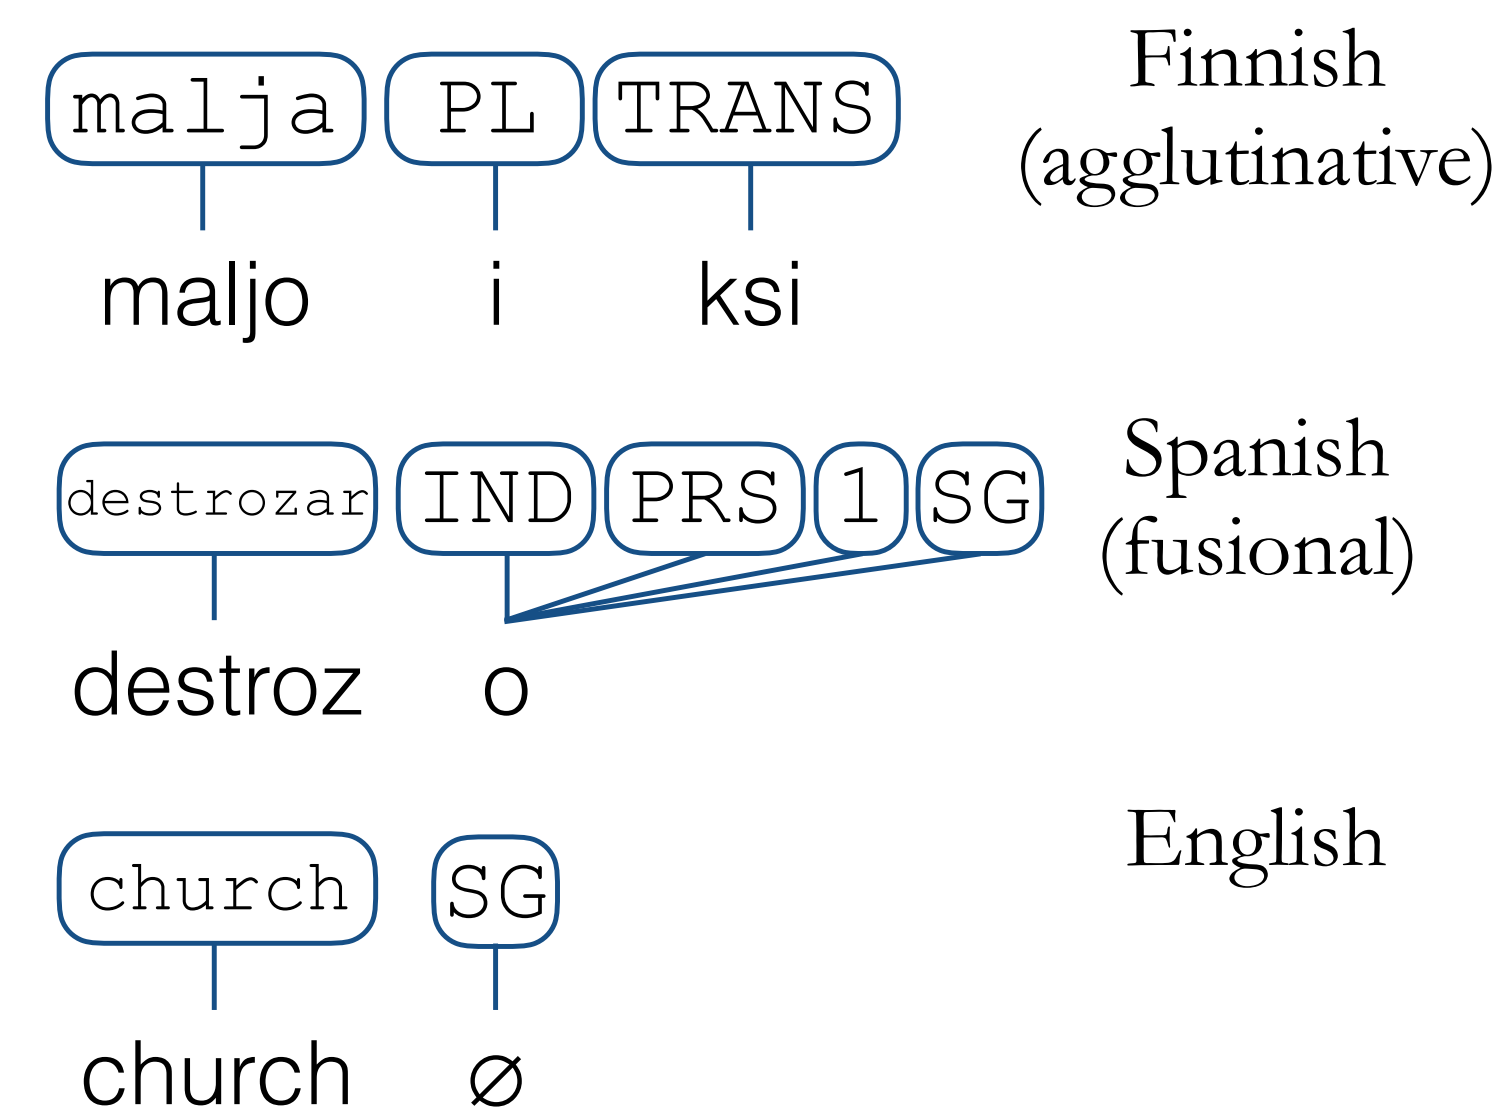 malja PL TRANS Finnish
(agglutinative)
maljo i ksi
destrozar IND PRS 1 SG Spanish
(fusional)
destroz o
church SG English
church ∅